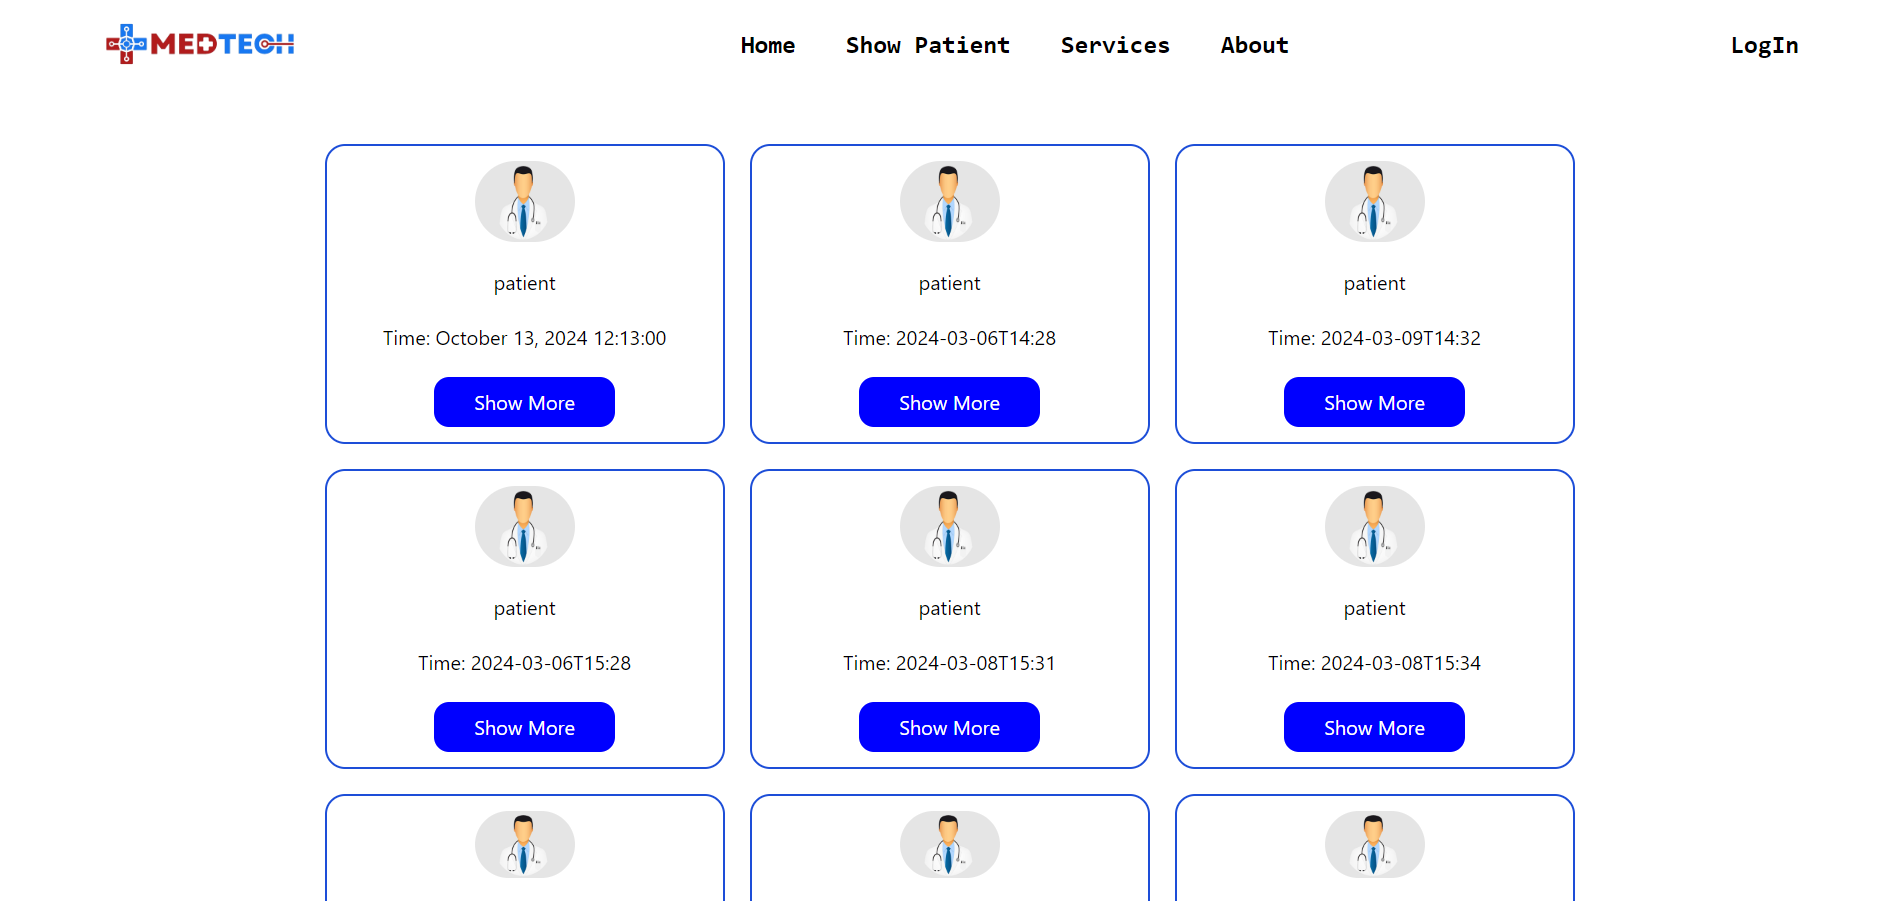 MEDTECH Home Show Patient Services About LogIn
patient patient patient
Time: October 13, 2024 12:13:00 Time: 2024-03-06T14:28 Time: 2024-03-09T14:32
Show More Show More Show More
patient patient patient
Time: 2024-03-06T15:28 Time: 2024-03-08T15:31 Time: 2024-03-08T15:34
Show More Show More Show More